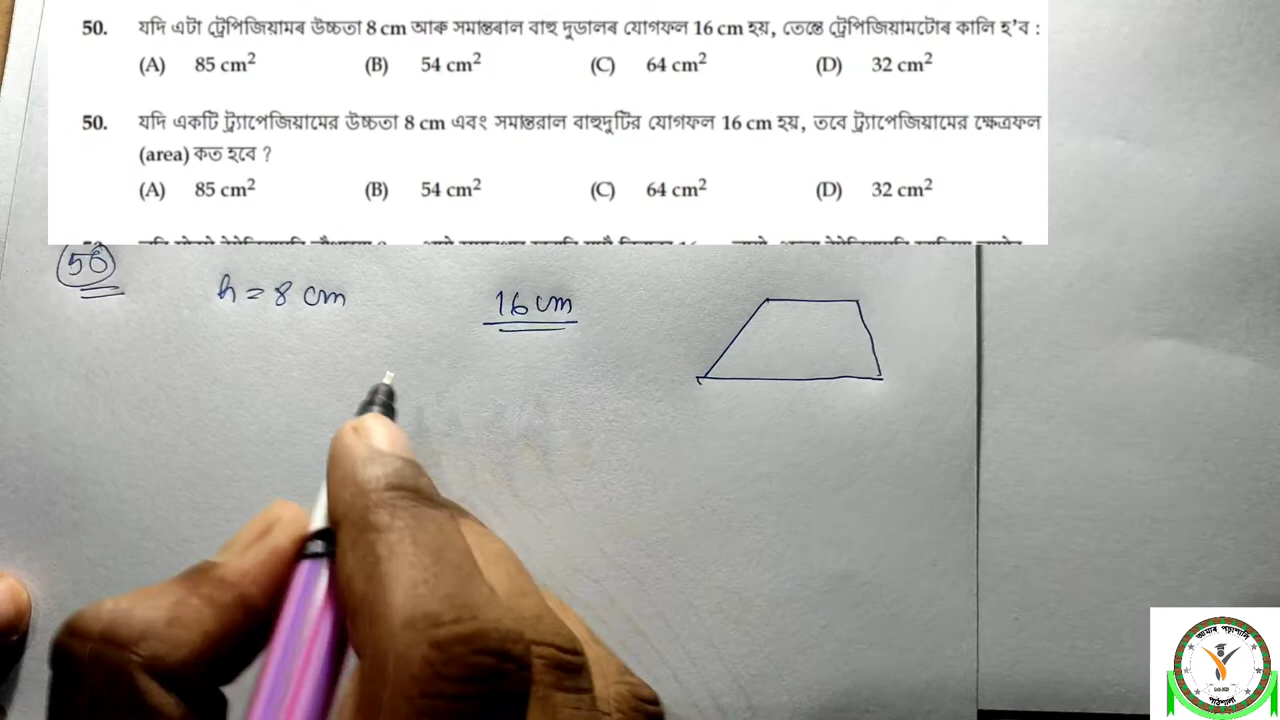 50. যদি এটা ট্ৰেপিজিয়ামৰ উচ্চতা 8 cm আৰু সমান্তৰাল বাহু দুডালৰ যোগফল 16 cm হয়, তেন্তে ট্ৰেপিজিয়ামটোৰ কালি হ’ব :
(A) 85 cm² (B) 54 cm² (C) 64 cm² (D) 32 cm²
50. যদি একটি ট্র্যাপেজিয়ামের উচ্চতা 8 cm এবং সমান্তরাল বাহুদুটির যোগফল 16 cm হয়, তবে ট্র্যাপেজিয়ামের ক্ষেত্রফল
(area) কত হবে ?
(A) 85 cm² (B) 54 cm² (C) 64 cm² (D) 32 cm²
50
h = 8 cm 16 cm
আমাৰ পঢ়াশালি
পাঠশালা